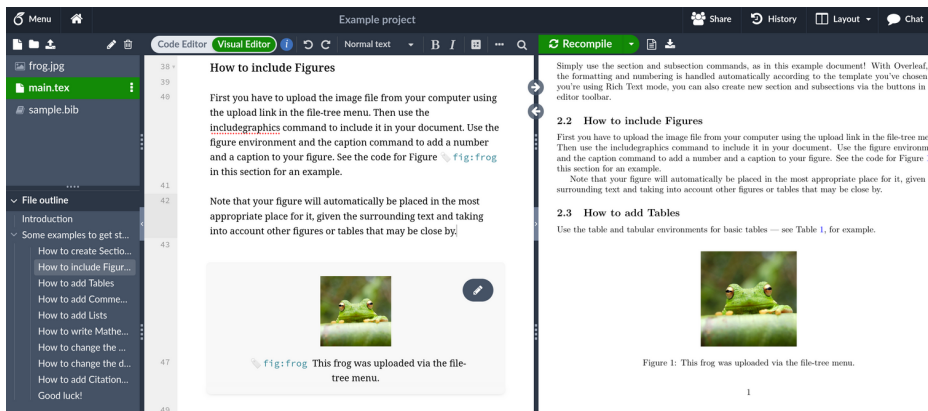 Menu
Example project
Share
History
Layout
Chat
Code Editor
Visual Editor
Normal text
B I
Recompile
frog.jpg
main.tex
sample.bib
File outline
Introduction
Some examples to get st...
How to create Sectio...
How to include Figur...
How to add Tables
How to add Comme...
How to add Lists
How to write Mathe...
How to change the ...
How to change the d...
How to add Citation...
Good luck!
38
How to include Figures
39
40
First you have to upload the image file from your computer using
the upload link in the file-tree menu. Then use the
includegraphics command to include it in your document. Use the
figure environment and the caption command to add a number
and a caption to your figure. See the code for Figure fig:frog
in this section for an example.
41
42
Note that your figure will automatically be placed in the most
appropriate place for it, given the surrounding text and taking
into account other figures or tables that may be close by.
43
47
fig:frog This frog was uploaded via the file-
tree menu.
49
Simply use the section and subsection commands, as in this example document! With Overleaf,
the formatting and numbering is handled automatically according to the template you've chosen
you're using Rich Text mode, you can also create new section and subsections via the buttons in
editor toolbar.
2.2 How to include Figures
First you have to upload the image file from your computer using the upload link in the file-tree me
Then use the includegraphics command to include it in your document. Use the figure environm
and the caption command to add a number and a caption to your figure. See the code for Figure
this section for an example.
Note that your figure will automatically be placed in the most appropriate place for it, given
surrounding text and taking into account other figures or tables that may be close by.
2.3 How to add Tables
Use the table and tabular environments for basic tables — see Table 1, for example.
Figure 1: This frog was uploaded via the file-tree menu.
1